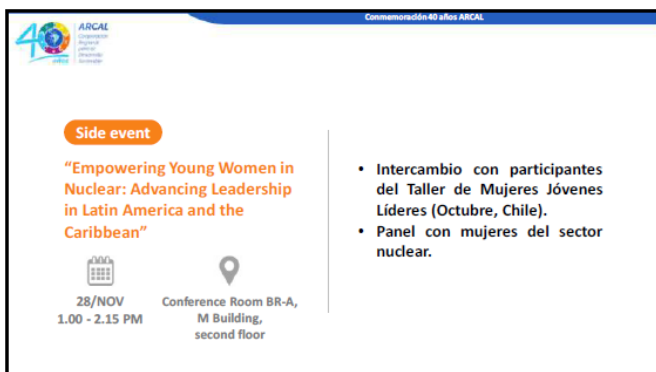 Conmemoración 40 años ARCAL
40
ARCAL
Side event
“Empowering Young Women in
Nuclear: Advancing Leadership
in Latin America and the
Caribbean”
28/NOV
1.00 - 2.15 PM
Conference Room BR-A,
M Building,
second floor
• Intercambio con participantes
del Taller de Mujeres Jóvenes
Líderes (Octubre, Chile).
• Panel con mujeres del sector
nuclear.